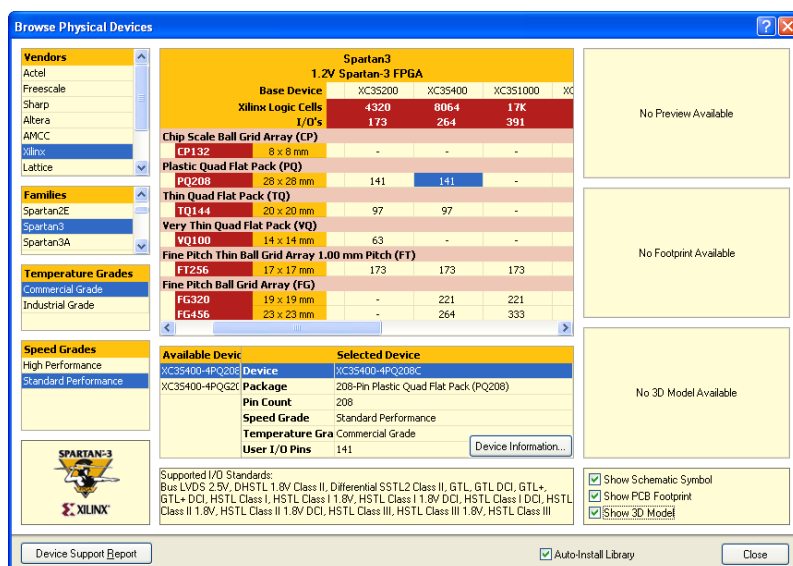 Browse Physical Devices
Vendors
Actel
Freescale
Sharp
Altera
AMCC
Xilinx
Lattice
Families
Spartan2E
Spartan3
Spartan3A
Temperature Grades
Commercial Grade
Industrial Grade
Speed Grades
High Performance
Standard Performance
SPARTAN-3
XILINX®
Spartan3
1.2V Spartan-3 FPGA
Base Device XC3S200 XC3S400 XC3S1000 XC
Xilinx Logic Cells 4320 8064 17K
I/O's 173 264 391
Chip Scale Ball Grid Array (CP)
CP132 8 x 8 mm - - -
Plastic Quad Flat Pack (PQ)
PQ208 28 x 28 mm 141 141 -
Thin Quad Flat Pack (TQ)
TQ144 20 x 20 mm 97 97 -
Very Thin Quad Flat Pack (VQ)
VQ100 14 x 14 mm 63 - -
Fine Pitch Thin Ball Grid Array 1.00 mm Pitch (FT)
FT256 17 x 17 mm 173 173 173
Fine Pitch Ball Grid Array (FG)
FG320 19 x 19 mm - 221 221
FG456 23 x 23 mm - 264 333
Available Devic Selected Device
XC3S400-4PQ208 Device XC3S400-4PQ208C
XC3S400-4PQG20 Package 208-Pin Plastic Quad Flat Pack (PQ208)
Pin Count 208
Speed Grade Standard Performance
Temperature Gra Commercial Grade
User I/O Pins 141
Device Information...
Supported I/O Standards:
Bus LVDS 2.5V, DHSTL 1.8V Class II, Differential SSTL2 Class II, GTL, GTL DCI, GTL+,
GTL+ DCI, HSTL Class I, HSTL Class I 1.8V, HSTL Class I 1.8V DCI, HSTL Class I DCI, HSTL
Class II 1.8V, HSTL Class II 1.8V DCI, HSTL Class III, HSTL Class III 1.8V, HSTL Class III
No Preview Available
No Footprint Available
No 3D Model Available
Show Schematic Symbol
Show PCB Footprint
Show 3D Model
Device Support Report
Auto-Install Library
Close